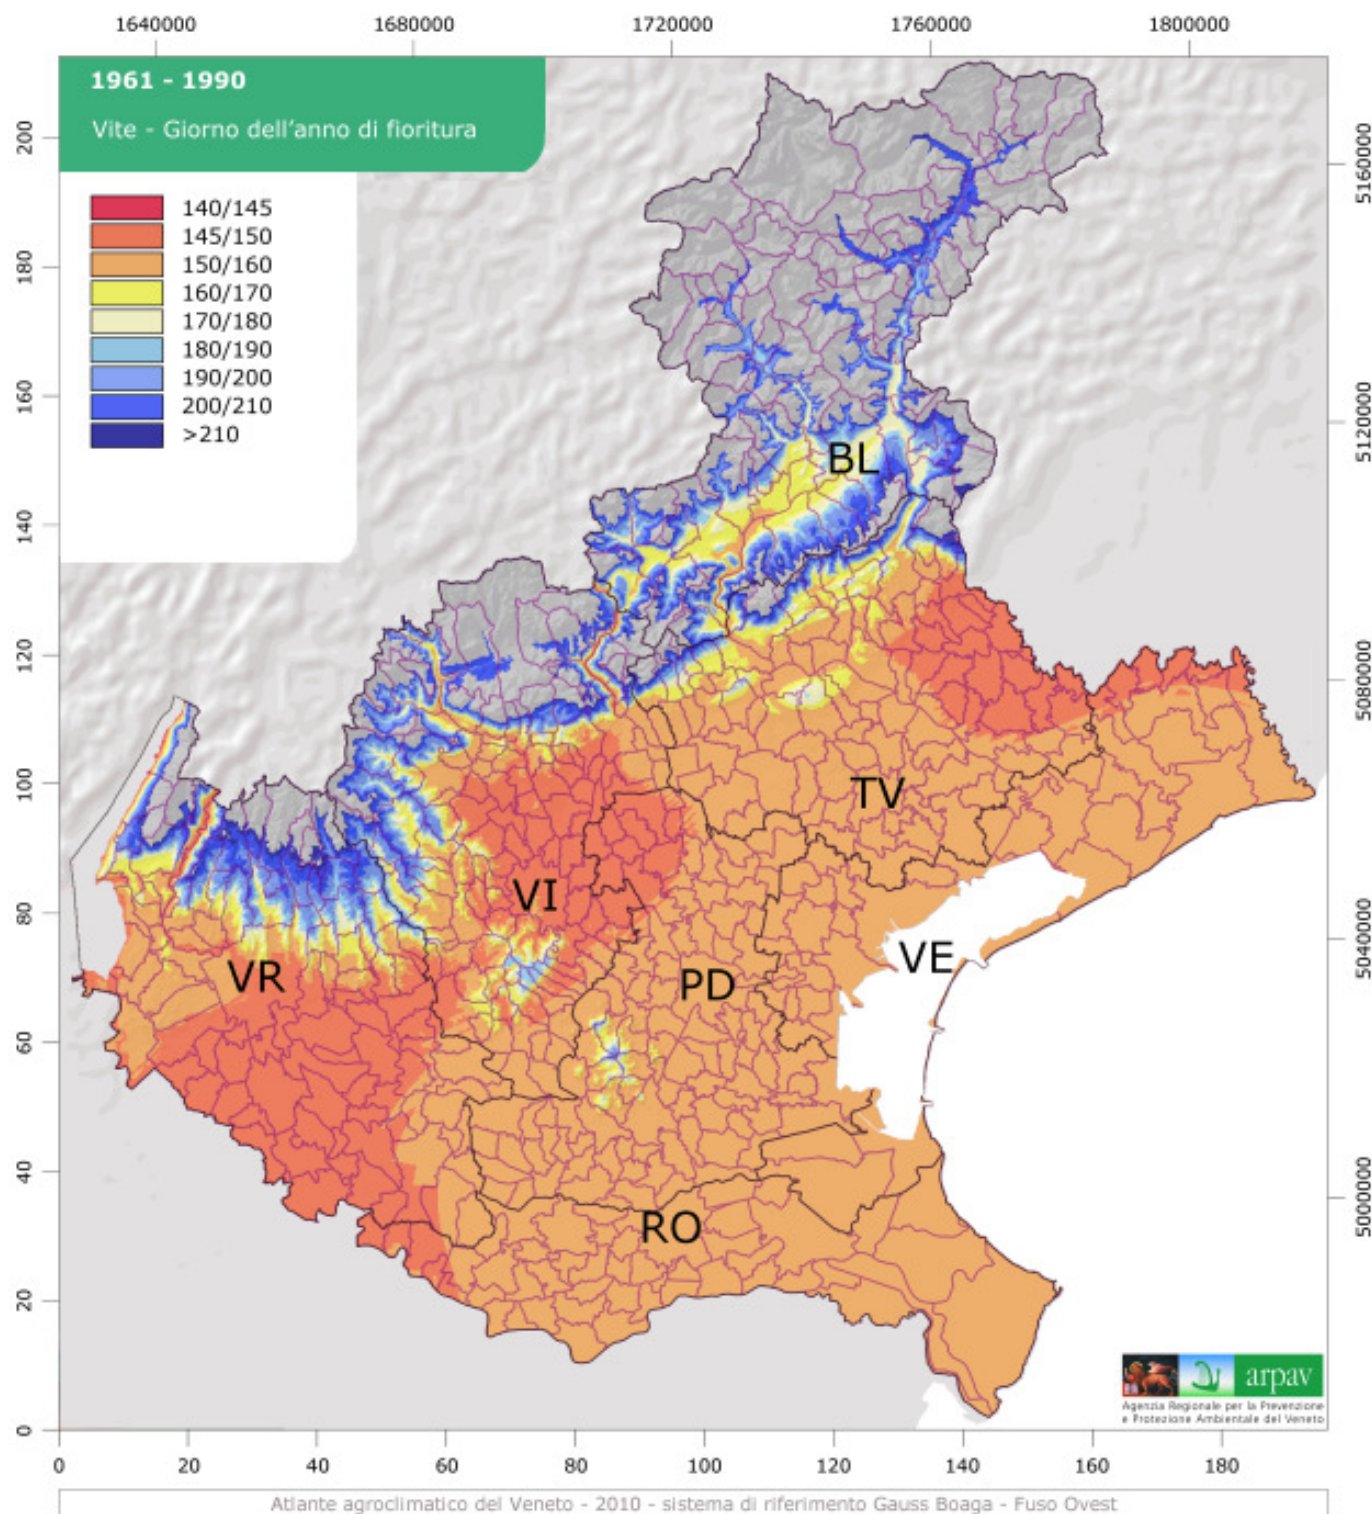 1640000 1680000 1720000 1760000 1800000
1961 - 1990
Vite - Giorno dell'anno di fioritura
140/145
145/150
150/160
160/170
170/180
180/190
190/200
200/210
>210
200
180
160
140
120
100
80
60
40
20
0
5160000
5120000
5080000
5040000
5000000
BL
TV
VI
VE
VR
PD
RO
arpav
Agenzia Regionale per la Prevenzione
e Protezione Ambientale del Veneto
0 20 40 60 80 100 120 140 160 180
Atlante agroclimatico del Veneto - 2010 - sistema di riferimento Gauss Boaga - Fuso Ovest